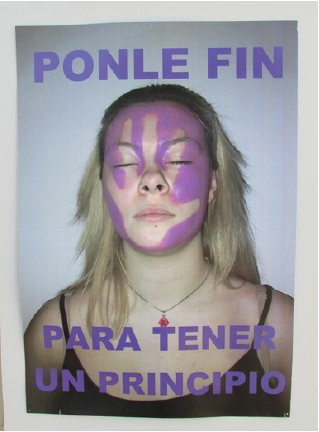 PONLE FIN
PARA TENER
UN PRINCIPIO